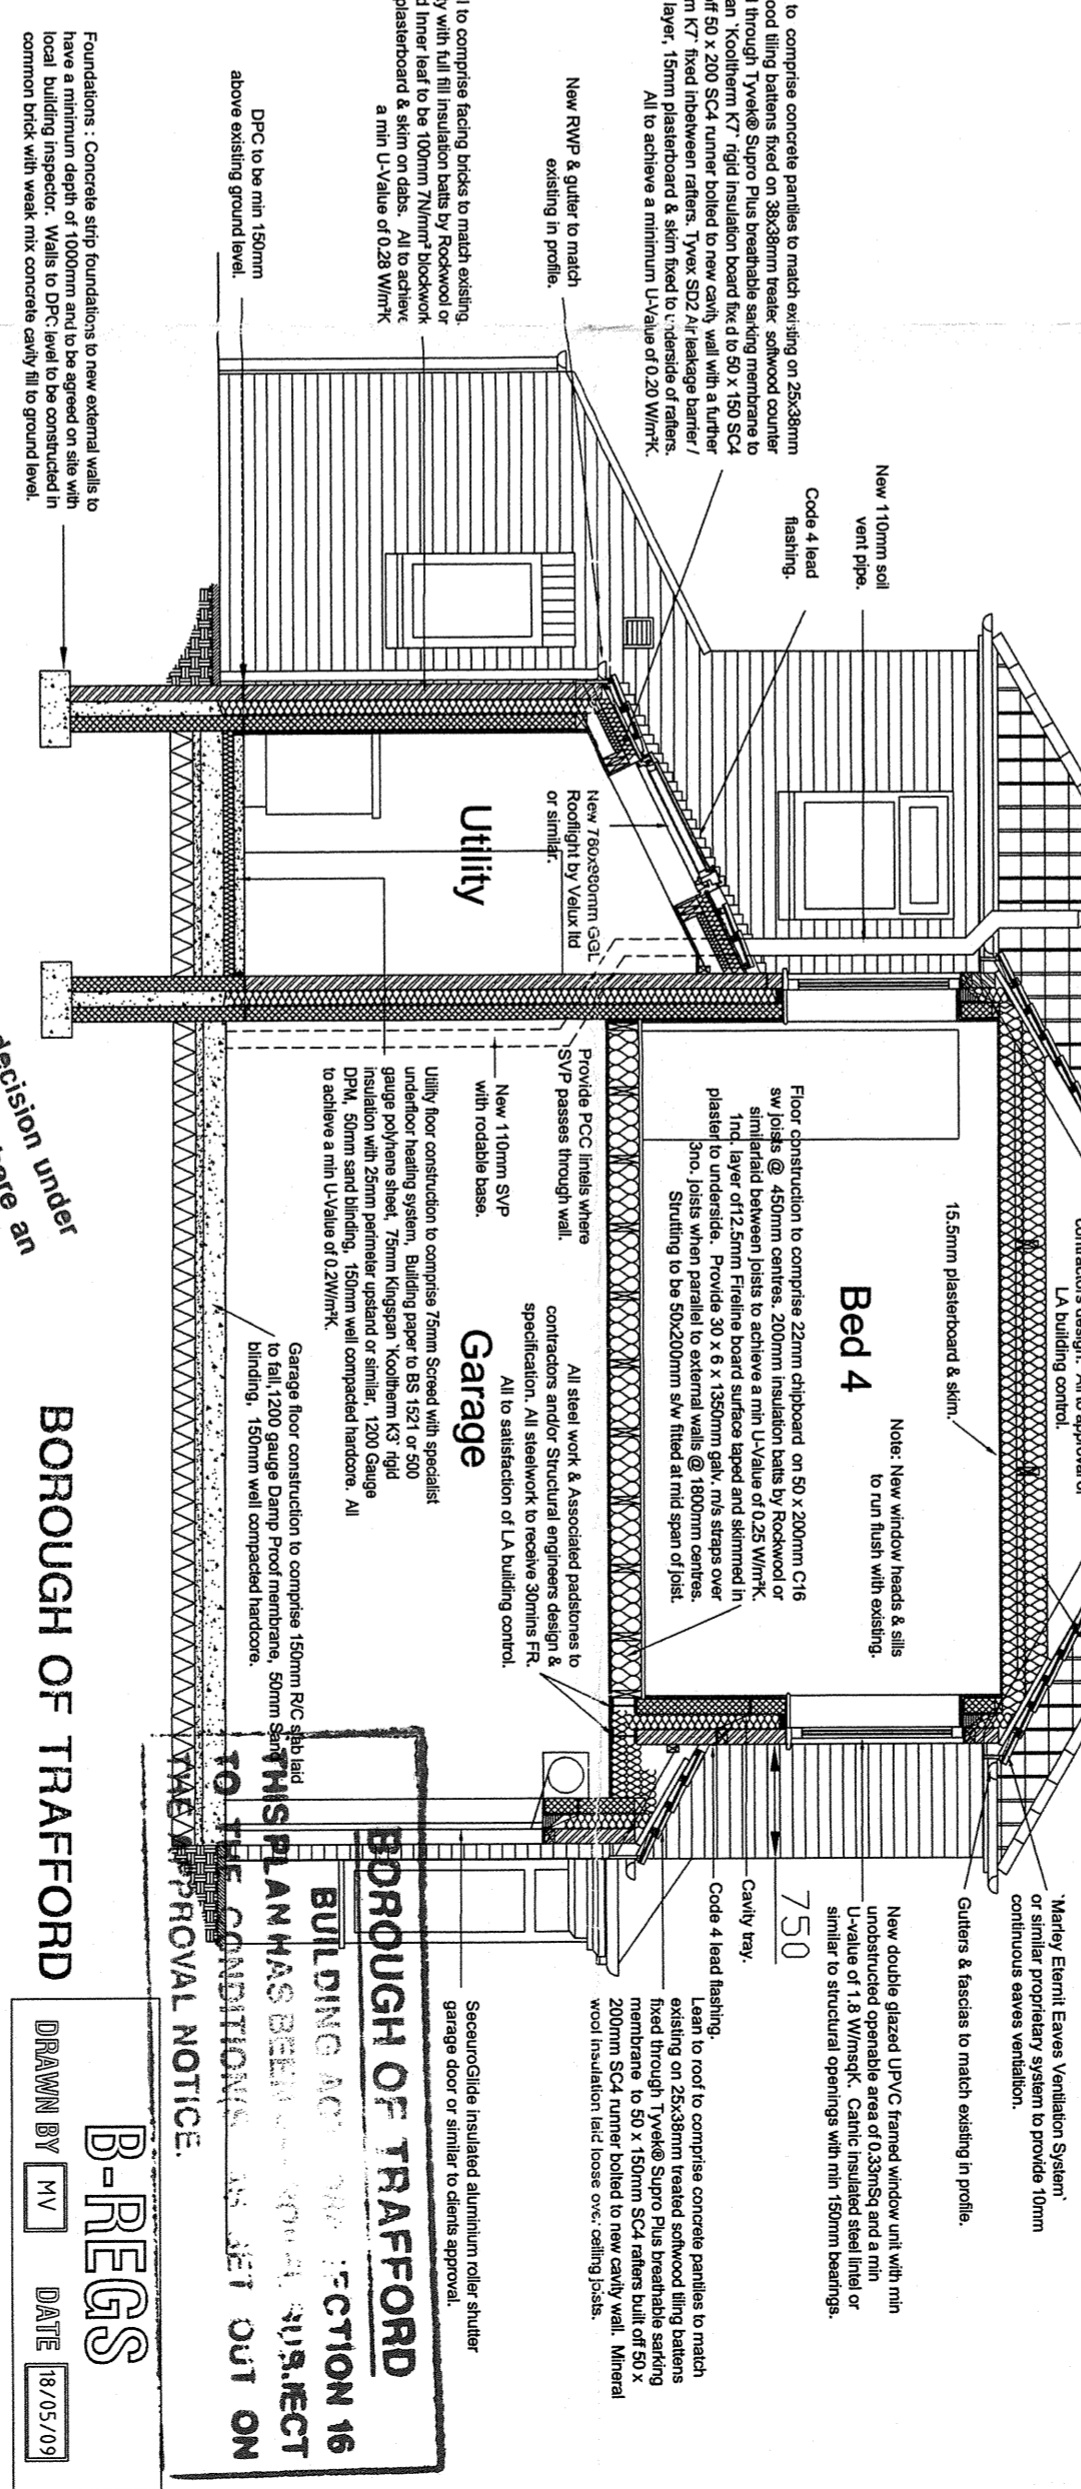 'Marley Eternit Eaves Ventilation System'
or similar proprietary system to provide 10mm
continuous eaves ventilation.
Gutters & fascias to match existing in profile.
New double glazed UPVC framed window unit with min
unobstructed openable area of 0.33mSq and a min
U-value of 1.8 W/msqK. Catnic insulated steel lintel or
similar to structural openings with min 150mm bearings.
750
Cavity tray.
Code 4 lead flashing.
Lean to roof to comprise concrete pantiles to match
existing on 25x38mm treated softwood tiling battens
fixed through Tyvek® Supro Plus breathable sarking
membrane to 50 x 150mm SC4 rafters built off 50 x
200mm SC4 runner bolted to new cavity wall. Mineral
wool insulation laid loose over ceiling joists.
SeceuroGlide insulated aluminium roller shutter
garage door or similar to clients approval.
LA building control.
15.5mm plasterboard & skim.
Note: New window heads & sills
to run flush with existing.
Bed 4
Floor construction to comprise 22mm chipboard on 50 x 200mm C16
sw joists @ 450mm centres. 200mm insulation batts by Rockwool or
similarlaid between joists to achieve a min U-Value of 0.25 W/m²K.
1no. layer of12.5mm Fireline board surface taped and skimmed in
plaster to underside. Provide 30 x 6 x 1350mm galv. m/s straps over
3no. joists when parallel to external walls @ 1800mm centres.
Strutting to be 50x200mm s/w fitted at mid span of joist.
New 110mm soil
vent pipe.
Code 4 lead
flashing.
to comprise concrete pantiles to match existing on 25x38mm
ood tiling battens fixed on 38x38mm treated softwood counter
through Tyvek® Supro Plus breathable sarking membrane to
an 'Kooltherm K7' rigid insulation board fixed to 50 x 150 SC4
ff 50 x 200 SC4 runner bolted to new cavity wall with a further
m K7' fixed inbetween rafters. Tyvex SD2 Air leakage barrier /
layer, 15mm plasterboard & skim fixed to underside of rafters.
All to achieve a minimum U-Value of 0.20 W/m²K.
New RWP & gutter to match
existing in profile.
New 780x980mm GGL
Rooflight by Velux ltd
or similar.
Utility
Provide PCC lintels where
SVP passes through wall.
New 110mm SVP
with rodable base.
All steel work & Associated padstones to
contractors and/or Structural engineers design &
specification. All steelwork to receive 30mins FR.
All to satisfaction of LA building control.
Garage
l to comprise facing bricks to match existing.
y with full fill insulation batts by Rockwool or
d Inner leaf to be 100mm 7N/mm² blockwork
plasterboard & skim on dabs. All to achieve
a min U-Value of 0.28 W/m²K
Utility floor construction to comprise 75mm Screed with specialist
underfloor heating system, Building paper to BS 1521 or 500
gauge polyhene sheet, 75mm Kingspan 'Kooltherm K3' rigid
insulation with 25mm perimeter upstand or similar, 1200 Gauge
DPM, 50mm sand blinding, 150mm well compacted hardcore. All
to achieve a min U-Value of 0.2W/m²K.
Garage floor construction to comprise 150mm R/C slab laid
to fall,1200 gauge Damp Proof membrane, 50mm Sand
blinding, 150mm well compacted hardcore.
DPC to be min 150mm
above existing ground level.
Foundations : Concrete strip foundations to new external walls to
have a minimum depth of 1000mm and to be agreed on site with
local building inspector. Walls to DPC level to be constructed in
common brick with weak mix concrete cavity fill to ground level.
decision under
here an
BOROUGH OF TRAFFORD
BOROUGH OF TRAFFORD
BUILDING ACT SECTION 16
THIS PLAN HAS BEEN SUBJECT
TO THE CONDITIONS AS SET OUT ON
THE APPROVAL NOTICE.
B-REGS
DRAWN BY MV DATE 18/05/09